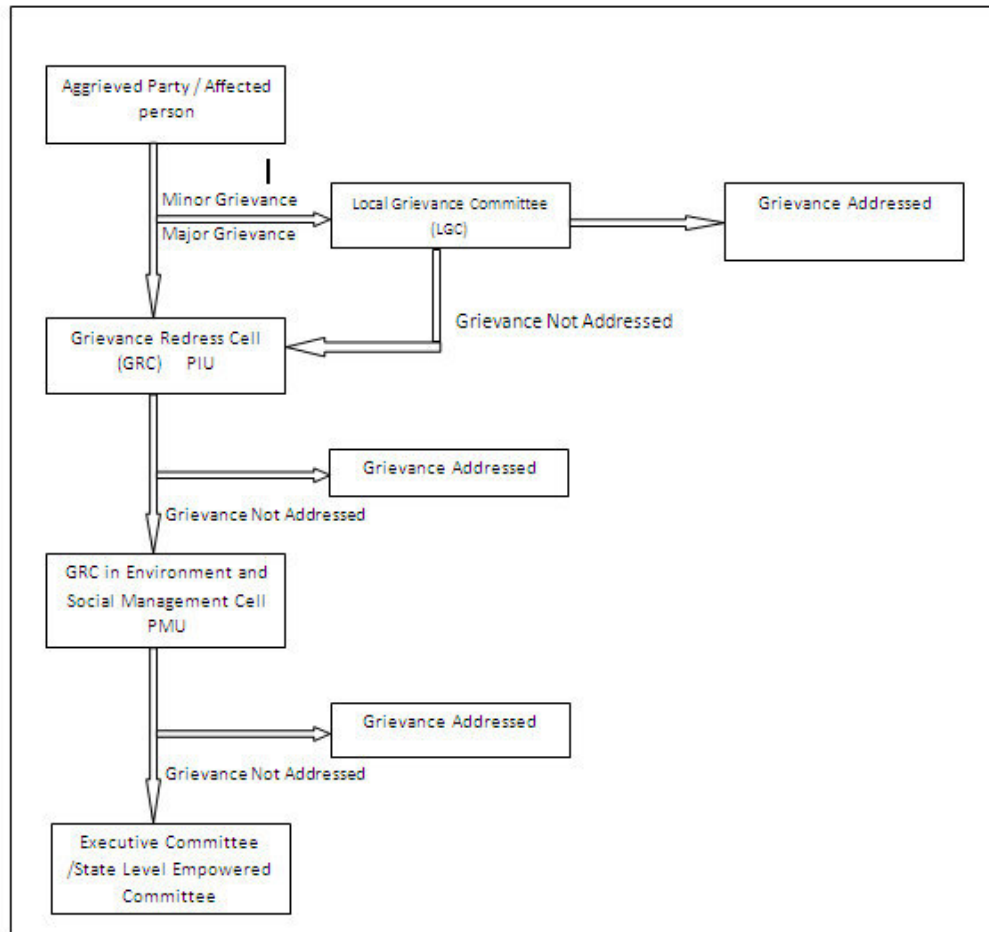 Aggrieved Party / Affected
person
Minor Grievance
Major Grievance
Local Grievance Committee
(LGC)
Grievance Addressed
Grievance Not Addressed
Grievance Redress Cell
(GRC) PIU
Grievance Addressed
Grievance Not Addressed
GRC in Environment and
Social Management Cell
PMU
Grievance Addressed
Grievance Not Addressed
Executive Committee
/State Level Empowered
Committee